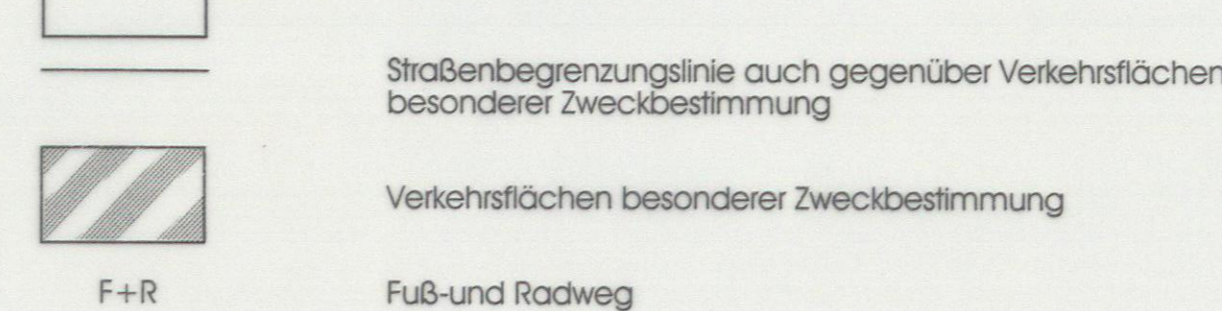 Straßenbegrenzungslinie auch gegenüber Verkehrsflächen
besonderer Zweckbestimmung
Verkehrsflächen besonderer Zweckbestimmung
F+R Fuß-und Radweg